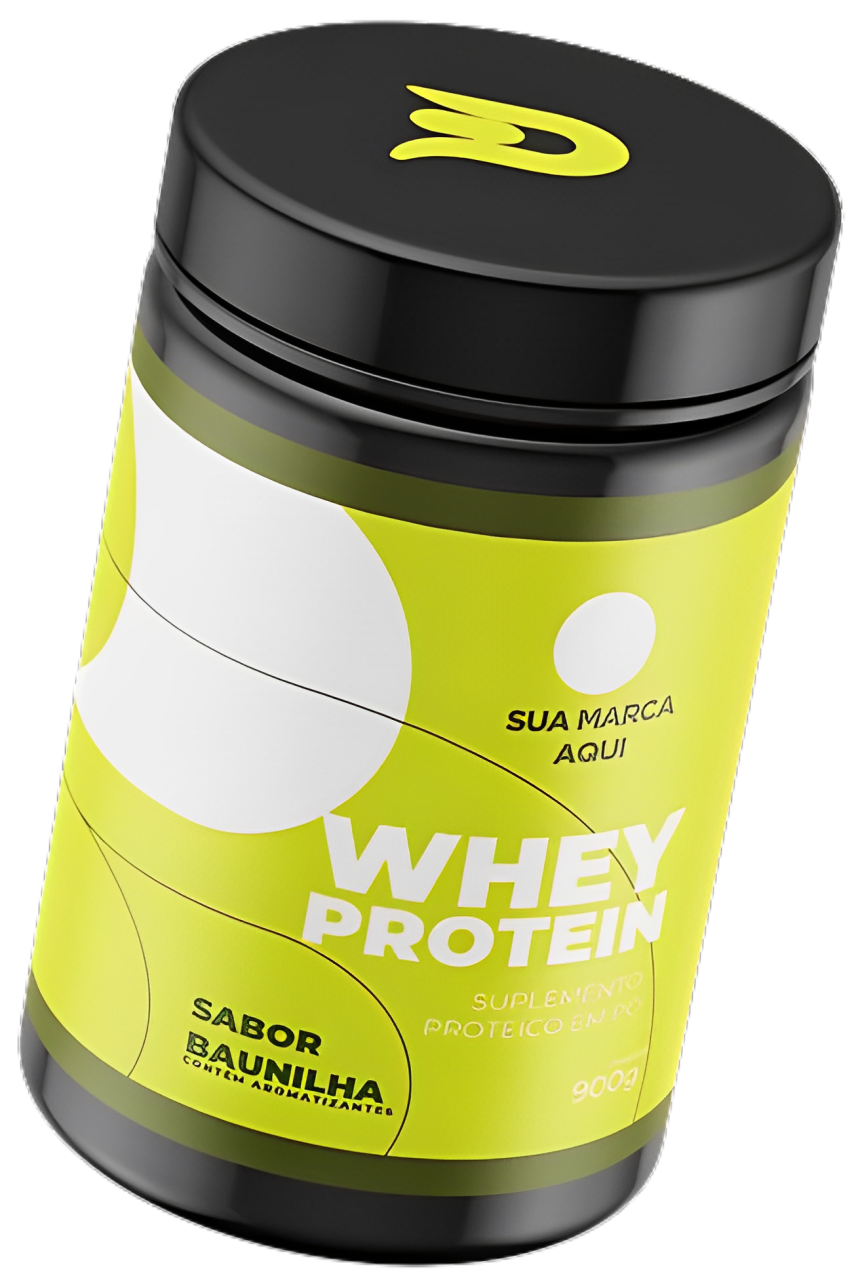 SUA MARCA
AQUI
WHEY
PROTEIN
SUPLEMENTO
PROTEICO EM PÓ
900g
SABOR
BAUNILHA
CONTÉM AROMATIZANTES